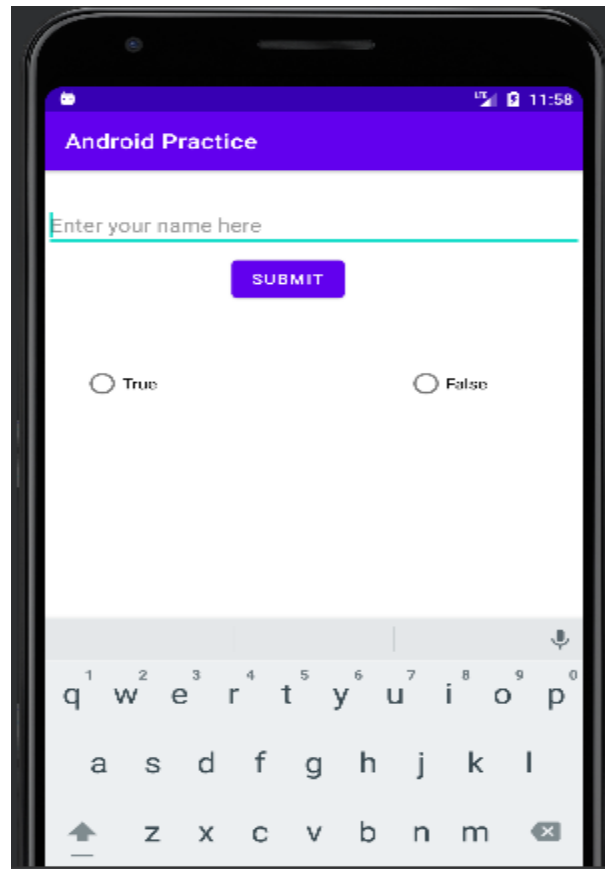 LTE 11:58
Android Practice
Enter your name here
SUBMIT
True False
1 2 3 4 5 6 7 8 9 0
q w e r t y u i o p
a s d f g h j k l
z x c v b n m